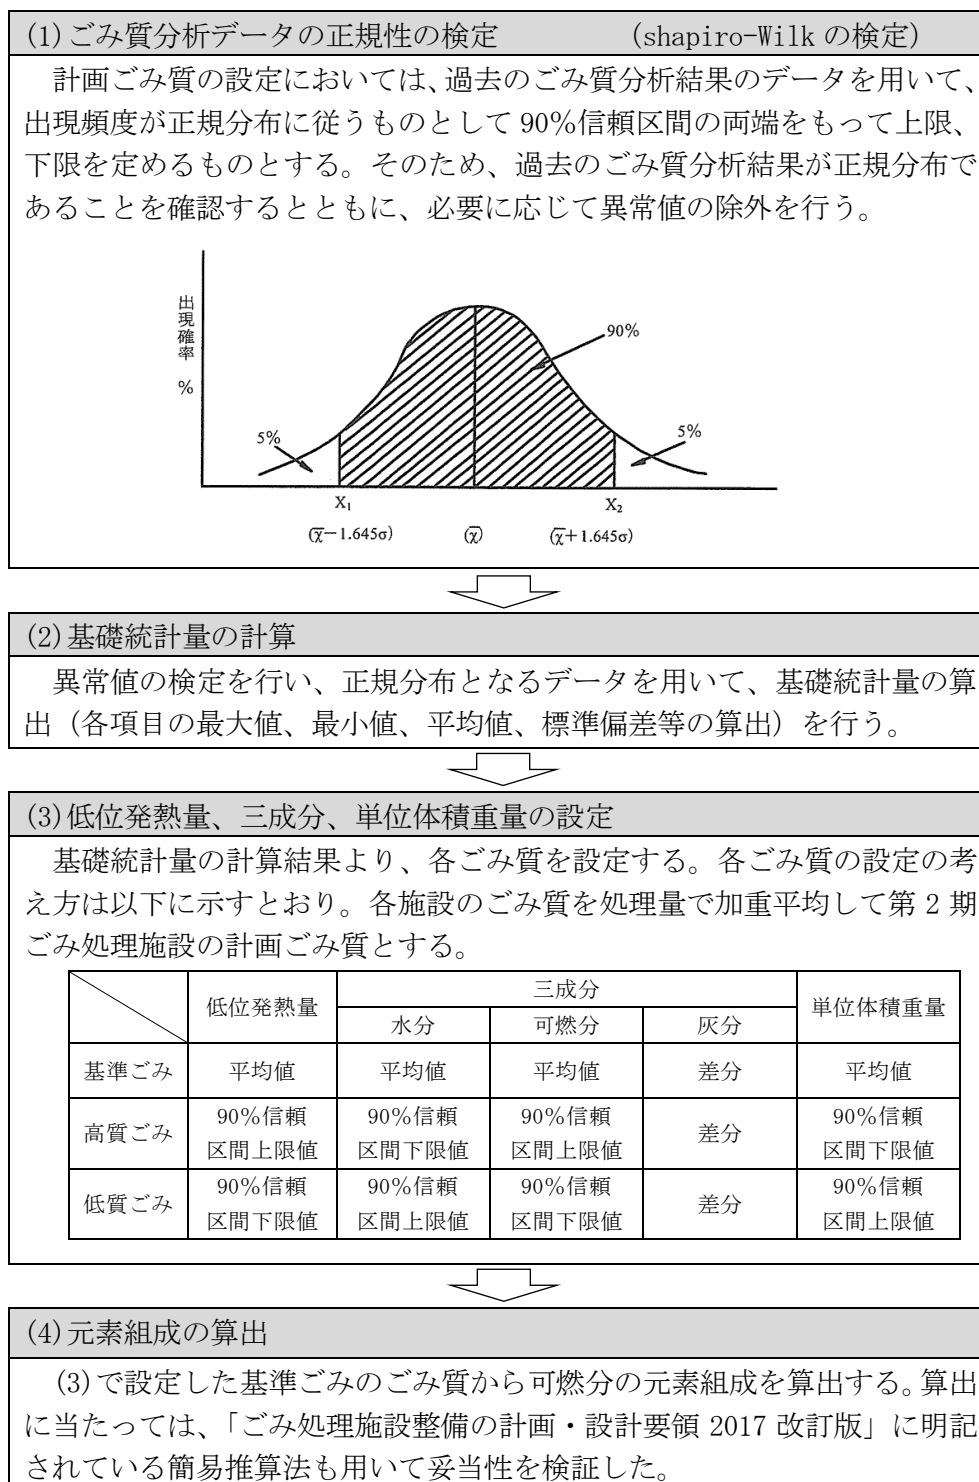 (1)ごみ質分析データの正規性の検定 (shapiro-Wilk の検定)
計画ごみ質の設定においては、過去のごみ質分析結果のデータを用いて、
出現頻度が正規分布に従うものとして 90%信頼区間の両端をもって上限、
下限を定めるものとする。そのため、過去のごみ質分析結果が正規分布で
あることを確認するとともに、必要に応じて異常値の除外を行う。
出現確率 %
90%
5%
5%
X₁
X₂
(χ̅−1.645σ)
(χ̅)
(χ̅+1.645σ)
(2)基礎統計量の計算
異常値の検定を行い、正規分布となるデータを用いて、基礎統計量の算
出（各項目の最大値、最小値、平均値、標準偏差等の算出）を行う。
(3)低位発熱量、三成分、単位体積重量の設定
基礎統計量の計算結果より、各ごみ質を設定する。各ごみ質の設定の考
え方は以下に示すとおり。各施設のごみ質を処理量で加重平均して第 2 期
ごみ処理施設の計画ごみ質とする。
低位発熱量 三成分 単位体積重量
水分 可燃分 灰分
基準ごみ 平均値 平均値 平均値 差分 平均値
高質ごみ 90%信頼 90%信頼 90%信頼 差分 90%信頼
区間上限値 区間下限値 区間上限値 区間下限値
低質ごみ 90%信頼 90%信頼 90%信頼 差分 90%信頼
区間下限値 区間上限値 区間下限値 区間上限値
(4)元素組成の算出
(3)で設定した基準ごみのごみ質から可燃分の元素組成を算出する。算出
に当たっては、「ごみ処理施設整備の計画・設計要領 2017 改訂版」に明記
されている簡易推算法も用いて妥当性を検証した。